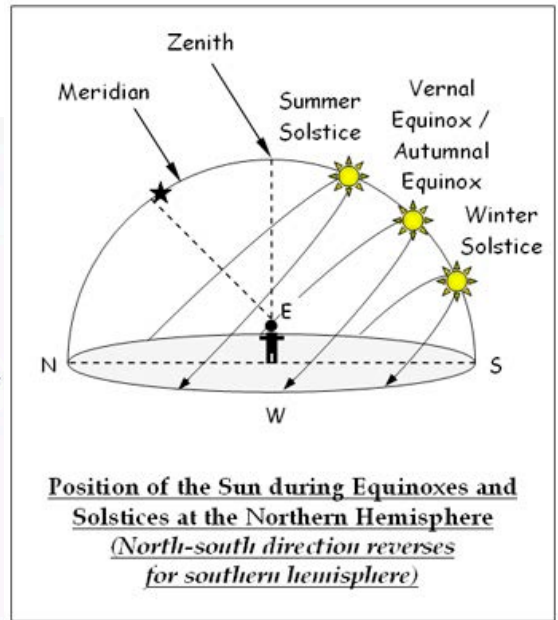 Zenith
Meridian
Summer
Solstice
Vernal
Equinox /
Autumnal
Equinox
Winter
Solstice
E
N
S
W
Position of the Sun during Equinoxes and
Solstices at the Northern Hemisphere
(North-south direction reverses
for southern hemisphere)